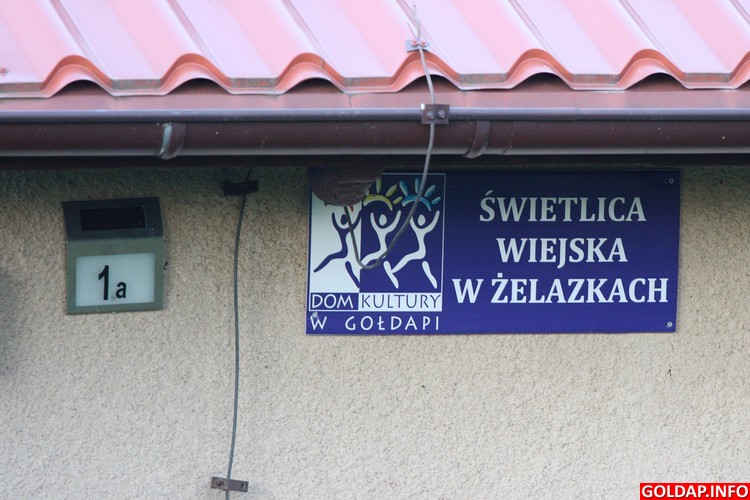 1a
DOM KULTURY
W GOŁDAPI
ŚWIETLICA
WIEJSKA
W ŻELAZKACH
GOLDAP.INFO